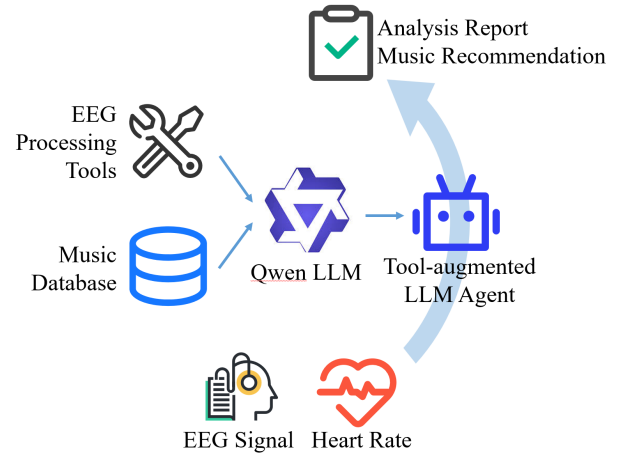 Analysis Report
Music Recommendation
EEG
Processing
Tools
Music
Database
Qwen LLM
Tool-augmented
LLM Agent
EEG Signal
Heart Rate